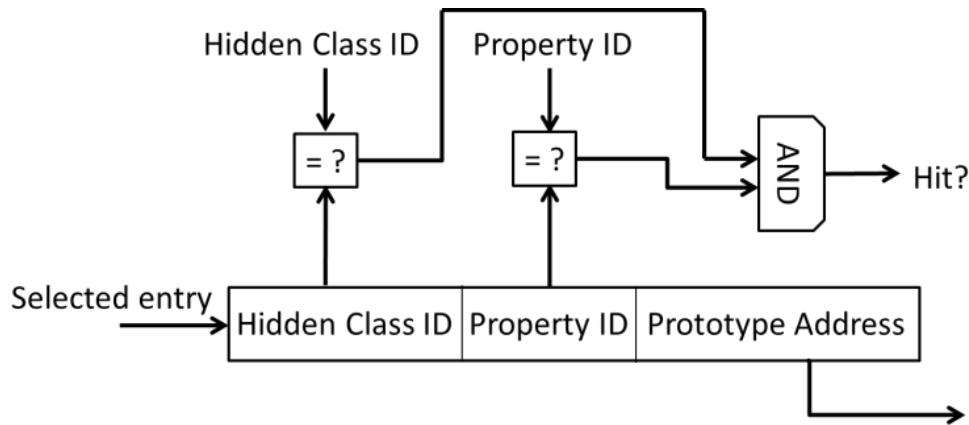 Hidden Class ID
Property ID
= ?
= ?
AND
Hit?
Selected entry
Hidden Class ID
Property ID
Prototype Address